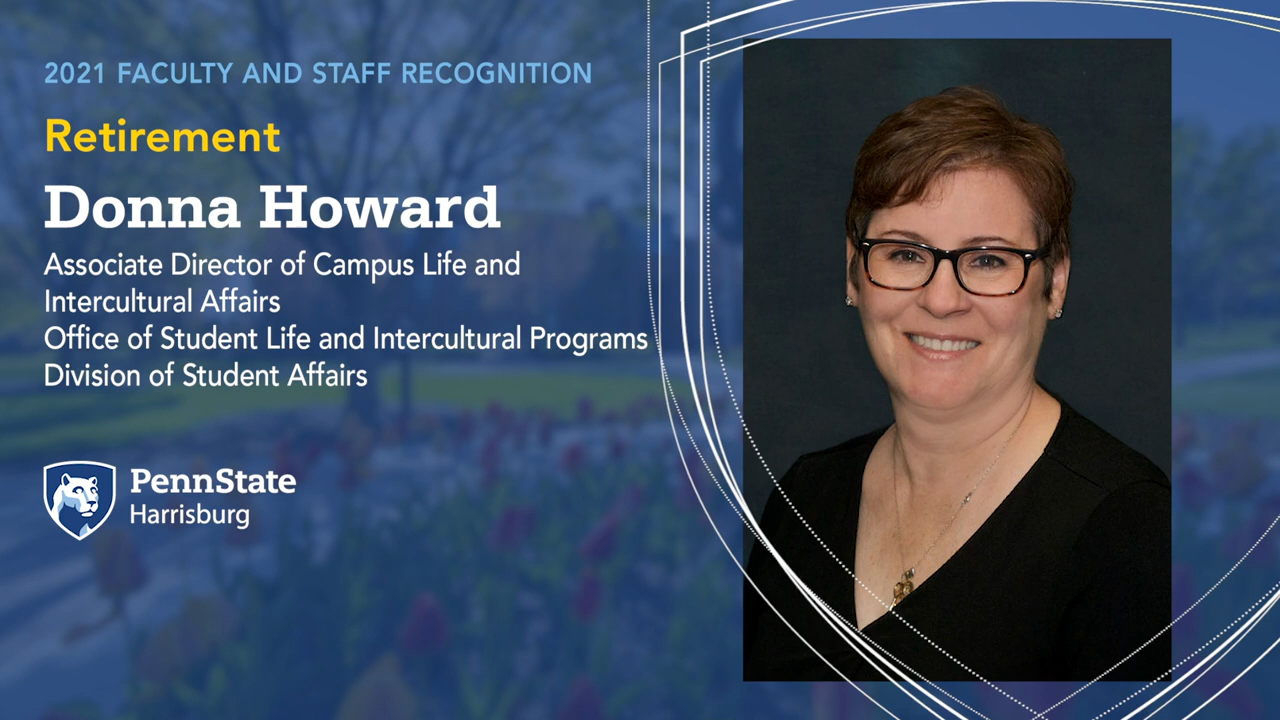 2021 FACULTY AND STAFF RECOGNITION
Retirement
Donna Howard
Associate Director of Campus Life and
Intercultural Affairs
Office of Student Life and Intercultural Programs
Division of Student Affairs
PennState
Harrisburg